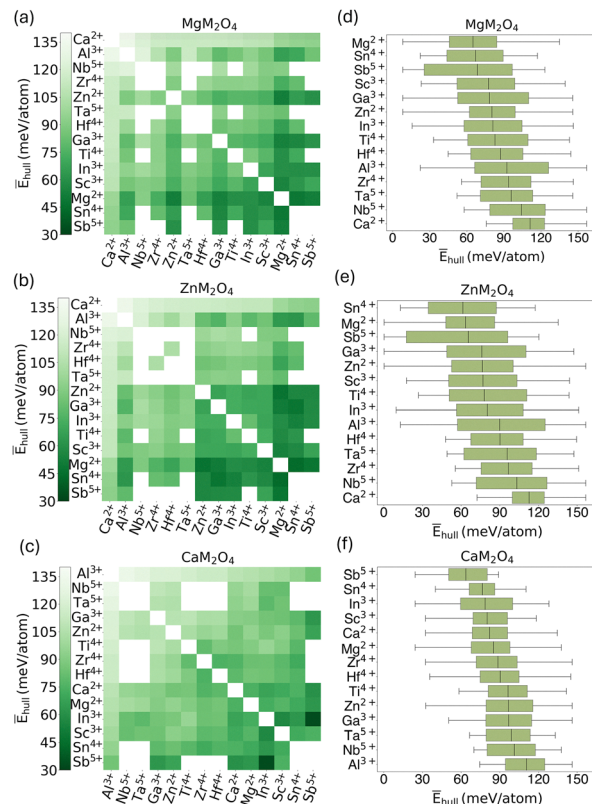 (a)
MgM₂O₄
135
120
105
90
75
60
45
30
E̅hull (meV/atom)
Ca²⁺
Al³⁺
Nb⁵⁺
Zr⁴⁺
Zn²⁺
Ta⁵⁺
Hf⁴⁺
Ga³⁺
Ti⁴⁺
In³⁺
Sc³⁺
Mg²⁺
Sn⁴⁺
Sb⁵⁺
Ca²⁺ Al³⁺ Nb⁵⁺ Zr⁴⁺ Zn²⁺ Ta⁵⁺ Hf⁴⁺ Ga³⁺ Ti⁴⁺ In³⁺ Sc³⁺ Mg²⁺ Sn⁴⁺ Sb⁵⁺
(d)
MgM₂O₄
Mg²⁺
Sn⁴⁺
Sb⁵⁺
Sc³⁺
Ga³⁺
Zn²⁺
In³⁺
Ti⁴⁺
Hf⁴⁺
Al³⁺
Zr⁴⁺
Ta⁵⁺
Nb⁵⁺
Ca²⁺
0 30 60 90 120 150
E̅hull (meV/atom)
(b)
ZnM₂O₄
135
120
105
90
75
60
45
30
E̅hull (meV/atom)
Ca²⁺
Al³⁺
Nb⁵⁺
Zr⁴⁺
Hf⁴⁺
Ta⁵⁺
Zn²⁺
Ga³⁺
In³⁺
Ti⁴⁺
Sc³⁺
Mg²⁺
Sn⁴⁺
Sb⁵⁺
Ca²⁺ Al³⁺ Nb⁵⁺ Zr⁴⁺ Hf⁴⁺ Ta⁵⁺ Zn²⁺ Ga³⁺ In³⁺ Ti⁴⁺ Sc³⁺ Mg²⁺ Sn⁴⁺ Sb⁵⁺
(e)
ZnM₂O₄
Sn⁴⁺
Mg²⁺
Sb⁵⁺
Ga³⁺
Zn²⁺
Sc³⁺
Ti⁴⁺
In³⁺
Al³⁺
Hf⁴⁺
Ta⁵⁺
Zr⁴⁺
Nb⁵⁺
Ca²⁺
0 30 60 90 120 150
E̅hull (meV/atom)
(c)
CaM₂O₄
135
120
105
90
75
60
45
30
E̅hull (meV/atom)
Al³⁺
Nb⁵⁺
Ta⁵⁺
Ga³⁺
Zn²⁺
Ti⁴⁺
Zr⁴⁺
Hf⁴⁺
Ca²⁺
Mg²⁺
In³⁺
Sc³⁺
Sn⁴⁺
Sb⁵⁺
Al³⁺ Nb⁵⁺ Ta⁵⁺ Ga³⁺ Zn²⁺ Ti⁴⁺ Zr⁴⁺ Hf⁴⁺ Ca²⁺ Mg²⁺ In³⁺ Sc³⁺ Sn⁴⁺ Sb⁵⁺
(f)
CaM₂O₄
Sb⁵⁺
Sn⁴⁺
In³⁺
Sc³⁺
Ca²⁺
Mg²⁺
Zr⁴⁺
Hf⁴⁺
Ti⁴⁺
Zn²⁺
Ga³⁺
Ta⁵⁺
Nb⁵⁺
Al³⁺
0 30 60 90 120 150
E̅hull (meV/atom)